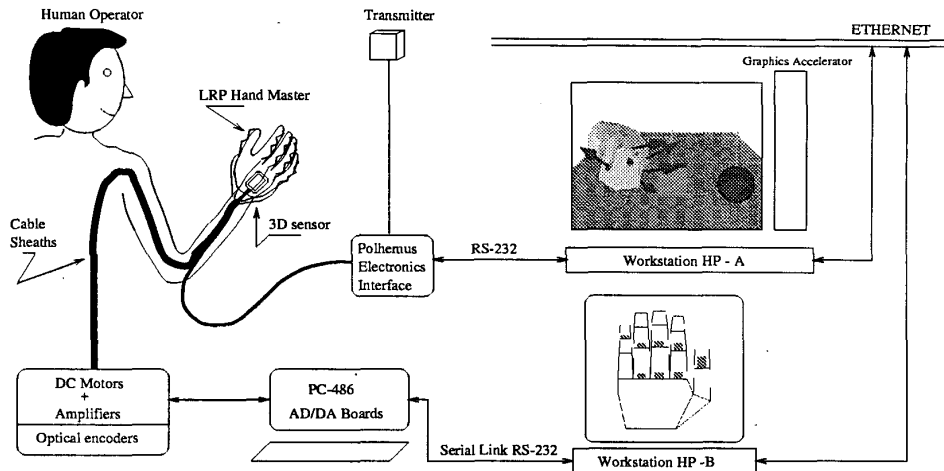 Human Operator
Transmitter
ETHERNET
Graphics Accelerator
LRP Hand Master
Cable
Sheaths
3D sensor
Polhemus
Electronics
Interface
RS-232
Workstation HP - A
DC Motors
+
Amplifiers
Optical encoders
PC-486
AD/DA Boards
Serial Link RS-232
Workstation HP -B